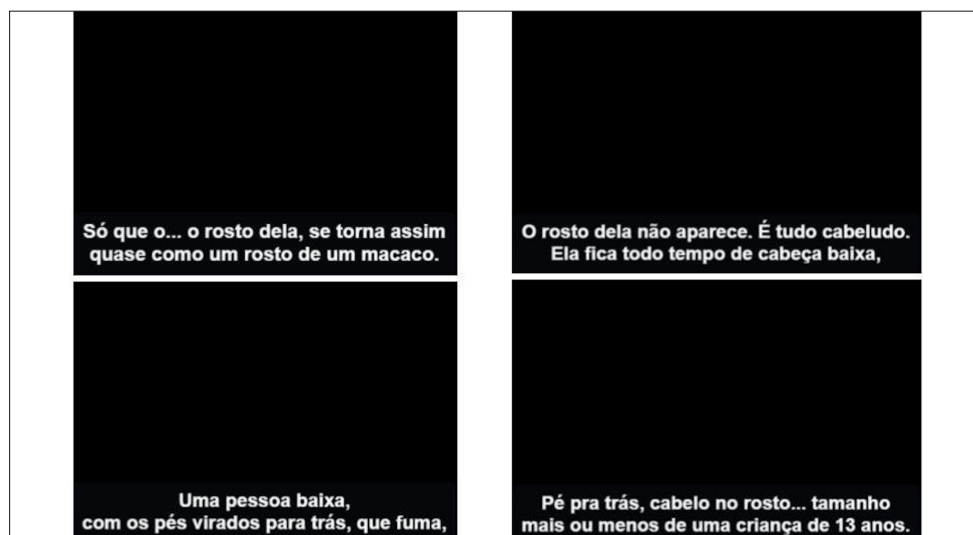 Só que o... o rosto dela, se torna assim
quase como um rosto de um macaco.
O rosto dela não aparece. É tudo cabeludo.
Ela fica todo tempo de cabeça baixa,
Uma pessoa baixa,
com os pés virados para trás, que fuma,
Pé pra trás, cabelo no rosto... tamanho
mais ou menos de uma criança de 13 anos.